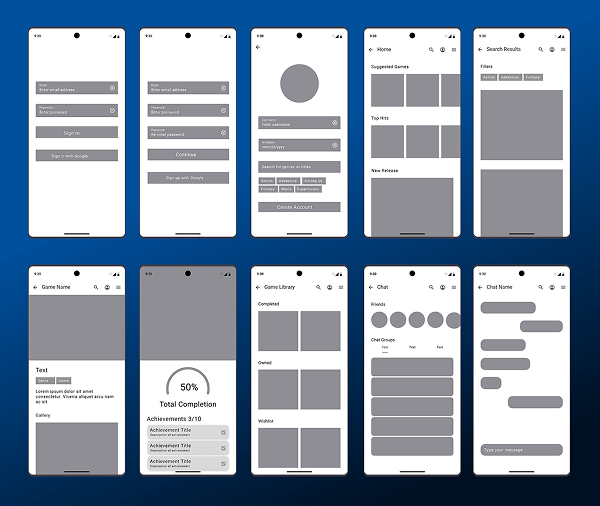 9:30
Email
Enter email address
Password
Enter password
Sign In
Sign in with Google
9:30
Email
Enter email address
Password
Enter password
Password
Re-enter password
Continue
Sign up with Google
9:30
Username
Enter username
Birthdate
MM/DD/YYYY
Search for genres or titles
Action Adventure Among Us
Fantasy Mario Superheroes
Create Account
9:30
Home
Suggested Games
Top Hits
New Release
9:30
Search Results
Filters
Action Adventure Fantasy
9:30
Game Name
Text
Genre Genre
Lorem ipsum dolor sit amet
consectetur. Viverra aliquet arcu nam
ac sit
Gallery
9:30
50%
Total Completion
Achievements 3/10
Achievement Title
Description of achievement
Achievement Title
Description of achievement
Achievement Title
Description of achievement
9:30
Game Library
Completed
Owned
Wishlist
9:30
Chat
Friends
Chat Groups
Text Text Text
9:30
Chat Name
Type your message